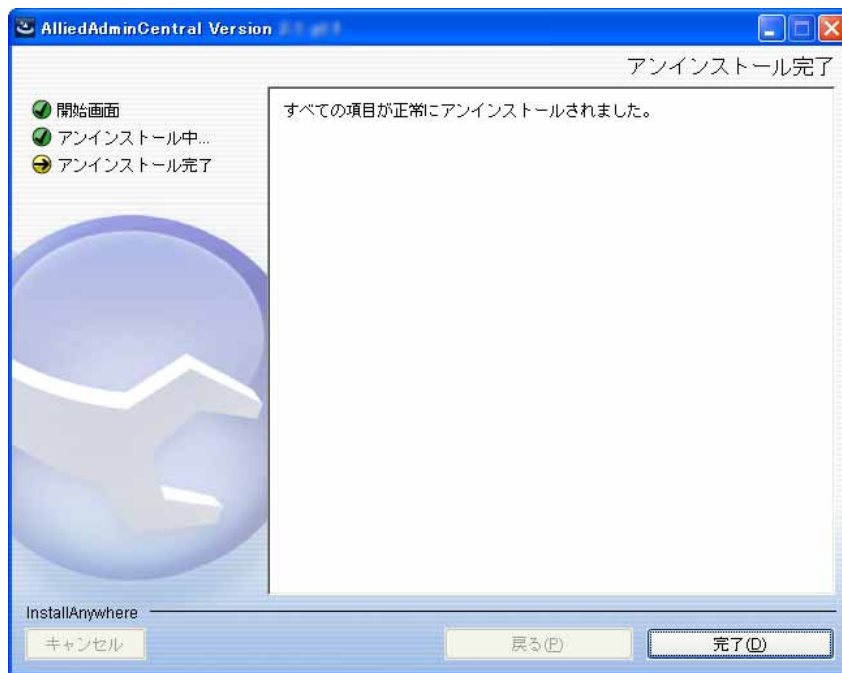 AlliedAdminCentral Version
アンインストール完了
開始画面
アンインストール中...
アンインストール完了
すべての項目が正常にアンインストールされました。
InstallAnywhere
キャンセル
戻る(P)
完了(D)